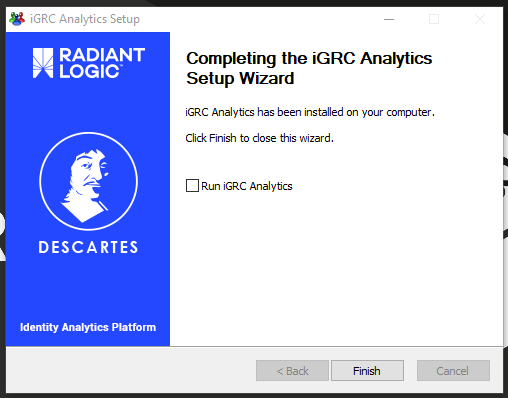 iGRC Analytics Setup
RADIANT
LOGIC™
DESCARTES
Identity Analytics Platform
Completing the iGRC Analytics
Setup Wizard
iGRC Analytics has been installed on your computer.
Click Finish to close this wizard.
Run iGRC Analytics
< Back
Finish
Cancel